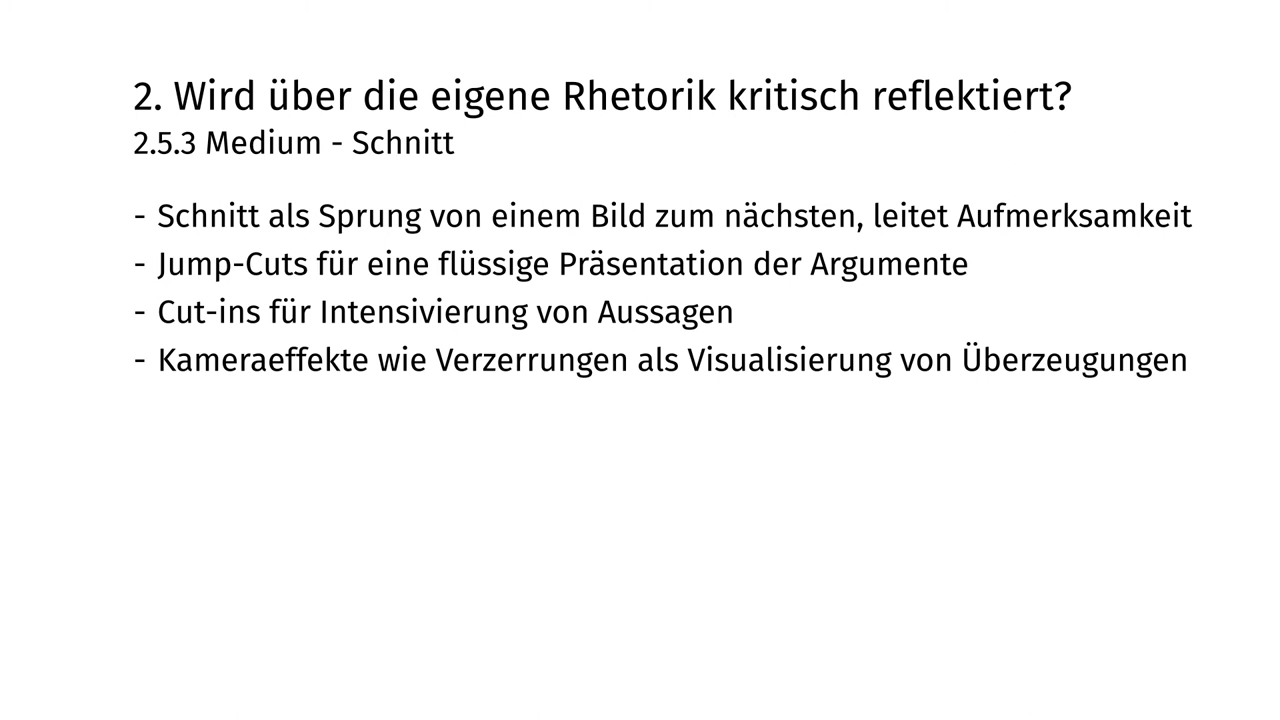 2. Wird über die eigene Rhetorik kritisch reflektiert?
2.5.3 Medium - Schnitt
- Schnitt als Sprung von einem Bild zum nächsten, leitet Aufmerksamkeit
- Jump-Cuts für eine flüssige Präsentation der Argumente
- Cut-ins für Intensivierung von Aussagen
- Kameraeffekte wie Verzerrungen als Visualisierung von Überzeugungen